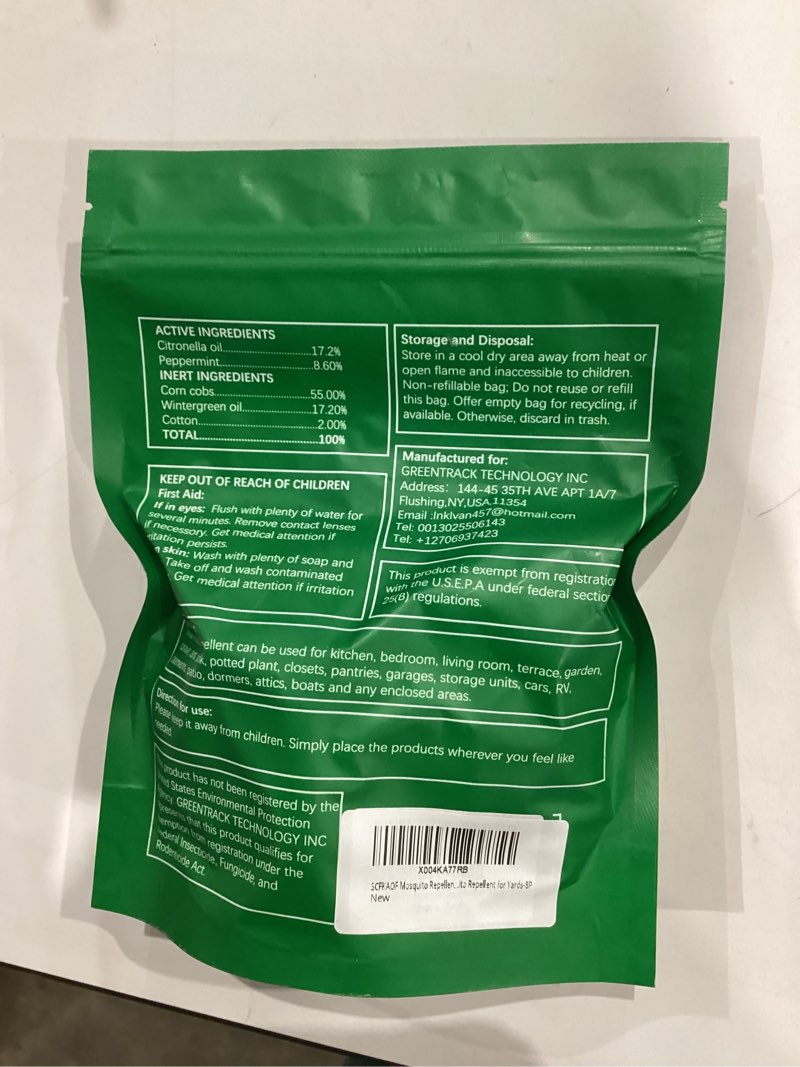 ACTIVE INGREDIENTS
Citronella oil..........................17.2%
Peppermint...........................8.60%
INERT INGREDIENTS
Corn cobs............................55.00%
Wintergreen oil...................17.20%
Cotton..................................2.00%
TOTAL..............................100%
Storage and Disposal:
Store in a cool dry area away from heat or
open flame and inaccessible to children.
Non-refillable bag; Do not reuse or refill
this bag. Offer empty bag for recycling, if
available. Otherwise, discard in trash.
Manufactured for:
GREENTRACK TECHNOLOGY INC
Address: 144-45 35TH AVE APT 1A/7
Flushing,NY,USA,11354
Email :lnklvan457@hotmail.com
Tel: 0013025506143
Tel: +12706937423
KEEP OUT OF REACH OF CHILDREN
First Aid:
If in eyes: Flush with plenty of water for
several minutes. Remove contact lenses
if necessary. Get medical attention if
persists.
skin: Wash with plenty of soap and
Take off and wash contaminated
Get medical attention if irritation
This product is exempt from
with the U.S.E.P.A under federal
25(B) regulations.
can be used for kitchen, bedroom, living room, terrace, garden,
potted plant, closets, pantries, garages, storage units, cars, RV.
patio, dormers, attics, boats and any enclosed areas.
Direction for use:
Please keep it away from children. Simply place the products wherever you feel like
needed.
product has not been registered by the
States Environmental Protection
GREENTRACK TECHNOLOGY INC
that this product qualifies for
from registration under the
Insecticide, Fungicide, and
Rodenticide Act.
X004KA77RB
SCFKAOF Mosquito Repellen...ito Repellent for Yards-8P
New